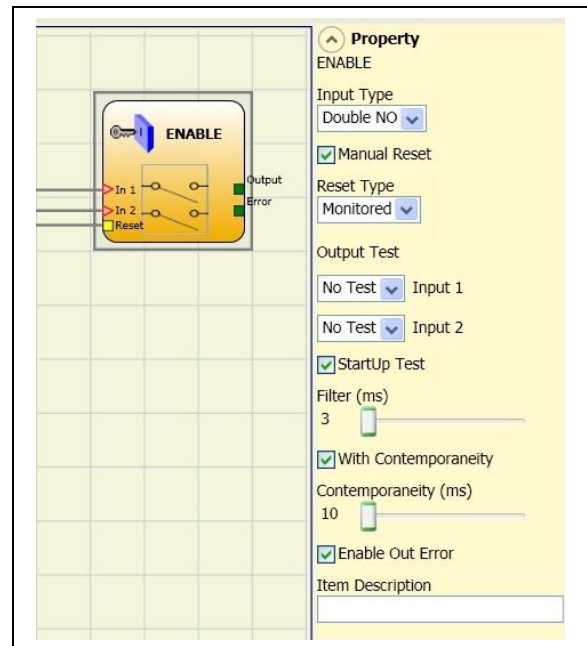 ENABLE
In 1
In 2
Reset
Output
Error
Property
ENABLE
Input Type
Double NO
Manual Reset
Reset Type
Monitored
Output Test
No Test Input 1
No Test Input 2
StartUp Test
Filter (ms)
3
With Contemporaneity
Contemporaneity (ms)
10
Enable Out Error
Item Description